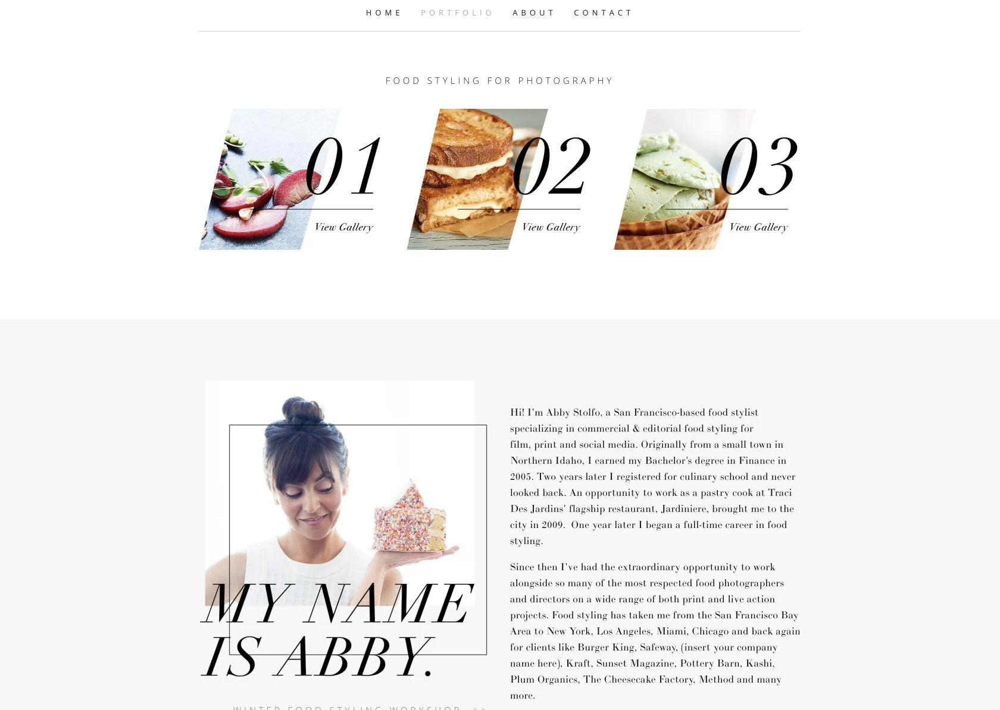 HOME PORTFOLIO ABOUT CONTACT
FOOD STYLING FOR PHOTOGRAPHY
01
View Gallery
02
View Gallery
03
View Gallery
MY NAME
IS ABBY.
WINTER FOOD STYLING WORKSHOP >>
Hi! I'm Abby Stolfo, a San Francisco-based food stylist
specializing in commercial & editorial food styling for
film, print and social media. Originally from a small town in
Northern Idaho, I earned my Bachelor's degree in Finance in
2005. Two years later I registered for culinary school and never
looked back. An opportunity to work as a pastry cook at Traci
Des Jardins' flagship restaurant, Jardiniere, brought me to the
city in 2009.  One year later I began a full-time career in food
styling.
Since then I've had the extraordinary opportunity to work
alongside so many of the most respected food photographers
and directors on a wide range of both print and live action
projects. Food styling has taken me from the San Francisco Bay
Area to New York, Los Angeles, Miami, Chicago and back again
for clients like Burger King, Safeway, (insert your company
name here), Kraft, Sunset Magazine, Pottery Barn, Kashi,
Plum Organics, The Cheesecake Factory, Method and many
more.